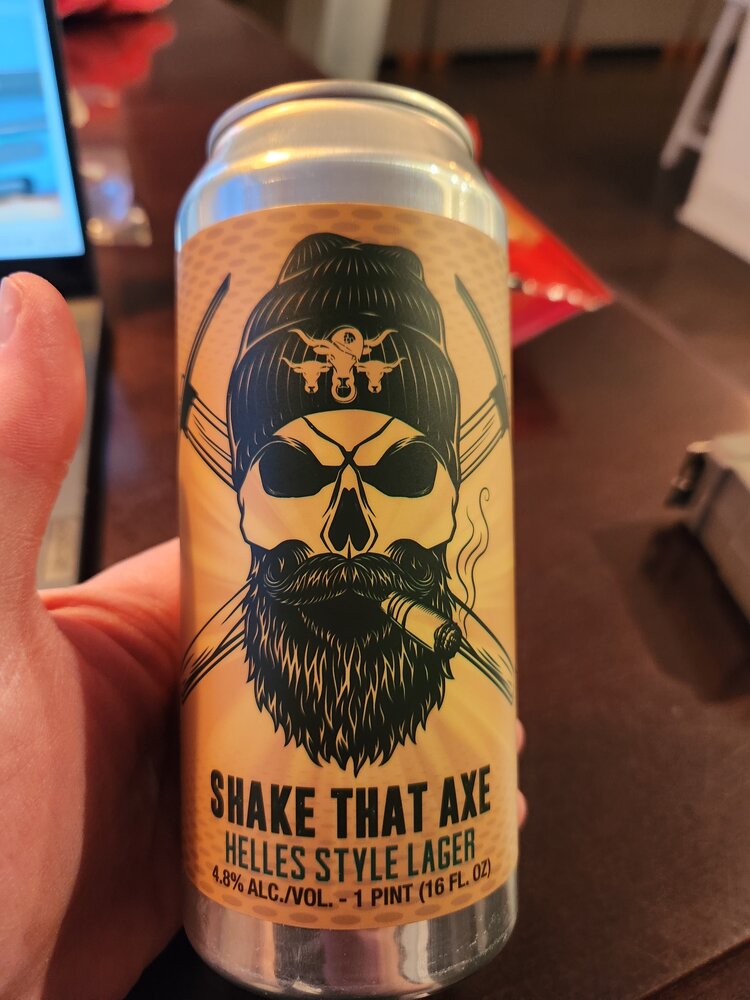 SHAKE THAT AXE
HELLES STYLE LAGER
4.8% ALC./VOL. - 1 PINT (16 FL. OZ)